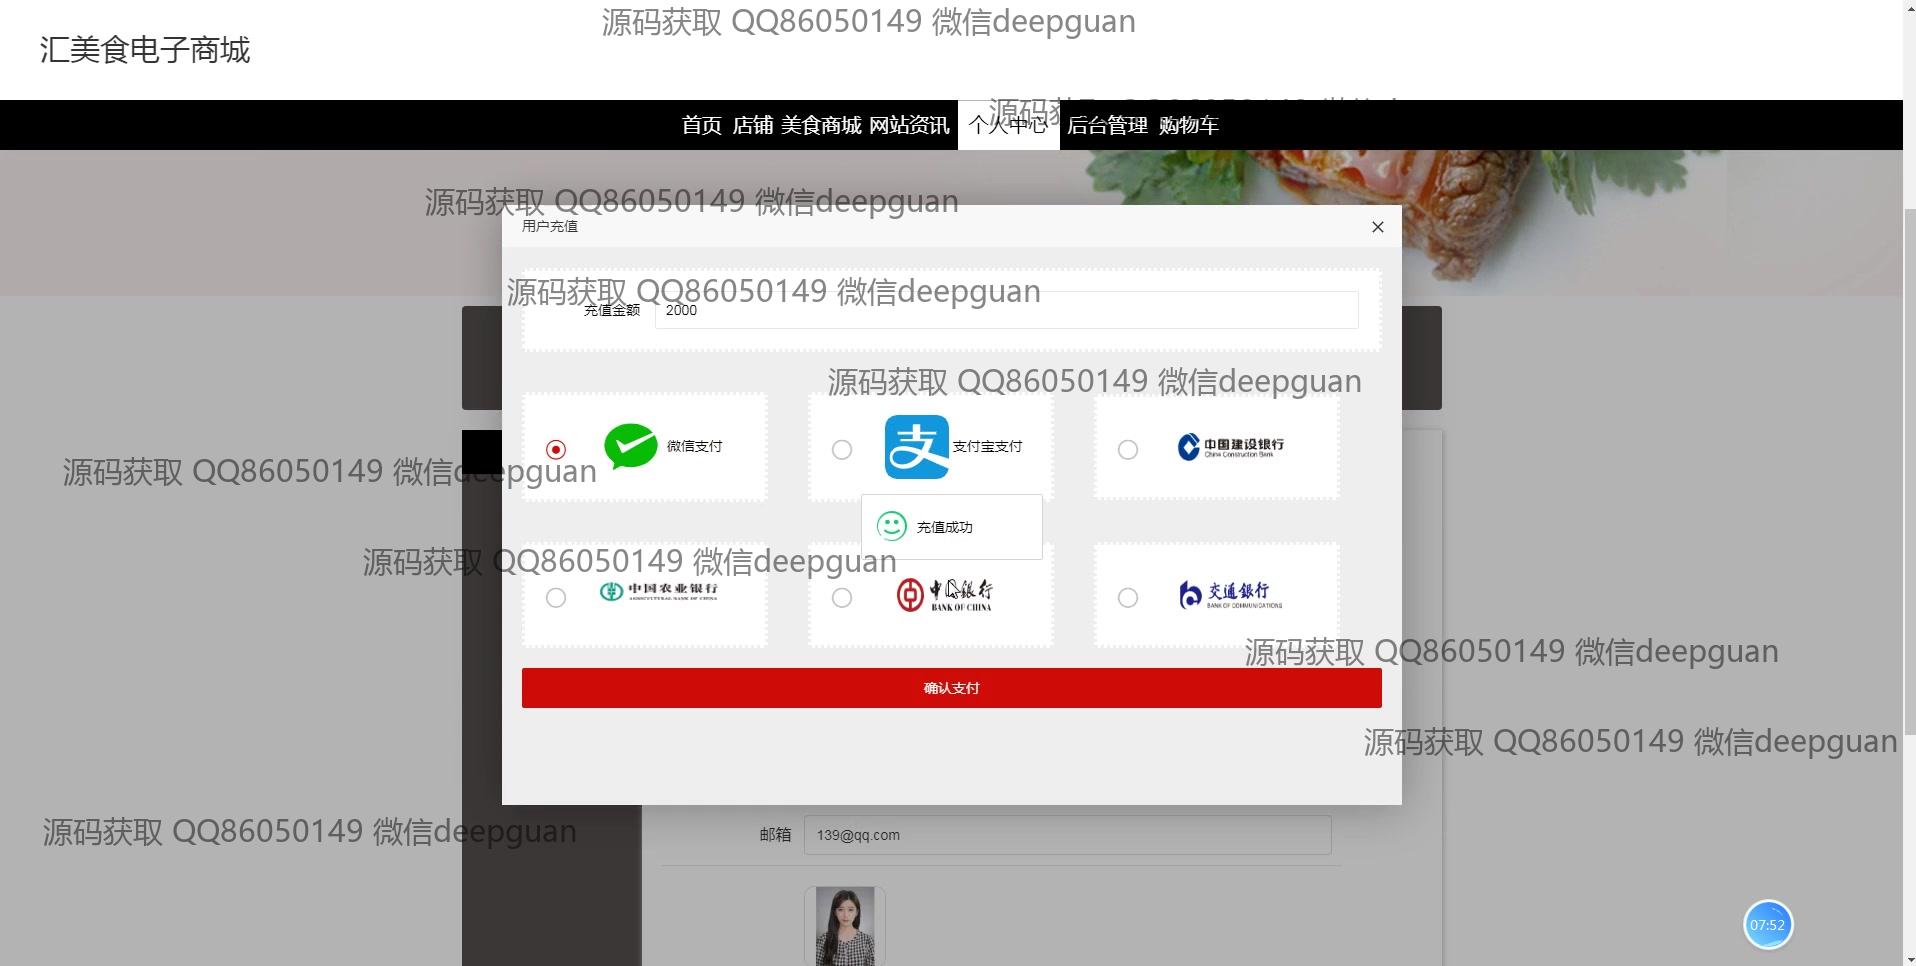 源码获取 QQ86050149 微信deepguan
汇美食电子商城
首页 店铺 美食商城 网站资讯 个人中心 后台管理 购物车
源码获取 QQ86050149 微信deepguan
用户充值
源码获取 QQ86050149 微信deepguan
充值金额 2000
源码获取 QQ86050149 微信deepguan
微信支付
支 支付宝支付
中国建设银行
China Construction Bank
源码获取 QQ86050149 微信deepguan
充值成功
源码获取 QQ86050149 微信deepguan
中国农业银行
AGRICULTURAL BANK OF CHINA
中国银行
BANK OF CHINA
交通銀行
BANK OF COMMUNICATIONS
源码获取 QQ86050149 微信deepguan
确认支付
源码获取 QQ86050149 微信deepguan
源码获取 QQ86050149 微信deepguan
邮箱 139@qq.com
07:52